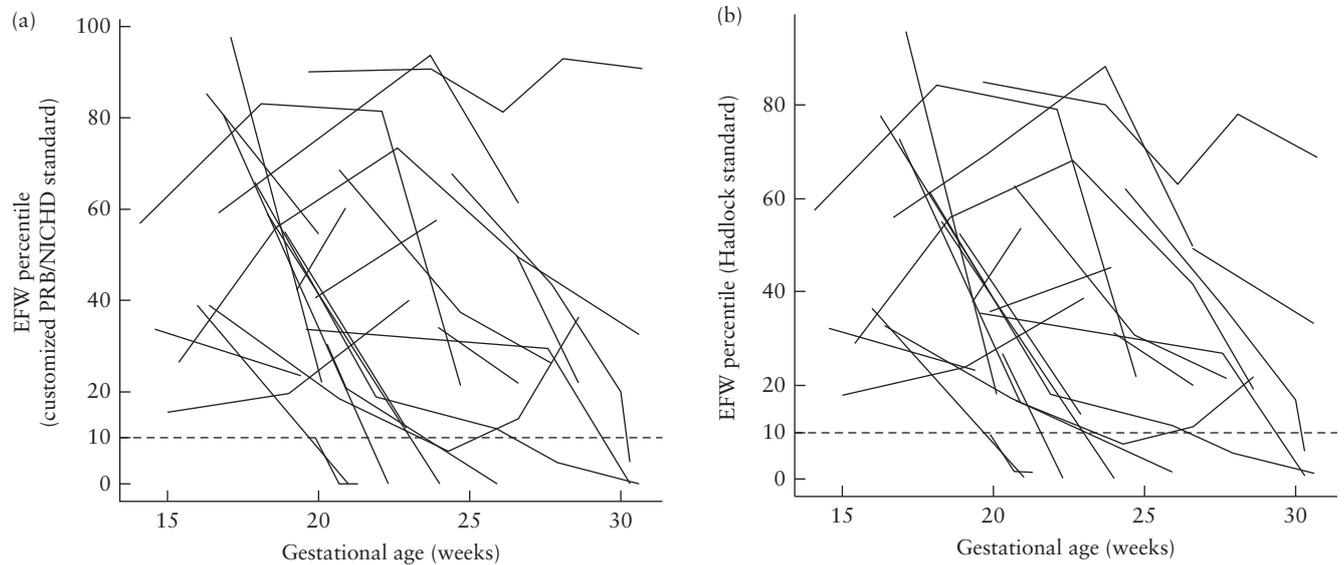 (a)
EFW percentile
(customized PRB/NICHD standard)
100
80
60
40
20
10
0
15 20 25 30
Gestational age (weeks)
(b)
EFW percentile (Hadlock standard)
80
60
40
20
10
0
15 20 25 30
Gestational age (weeks)